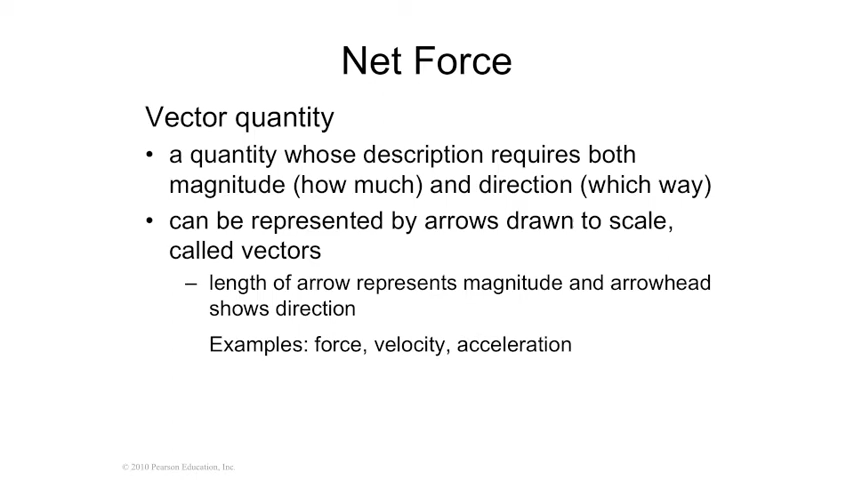 Net Force
Vector quantity
• a quantity whose description requires both
magnitude (how much) and direction (which way)
• can be represented by arrows drawn to scale,
called vectors
– length of arrow represents magnitude and arrowhead
shows direction
Examples: force, velocity, acceleration
© 2010 Pearson Education, Inc.